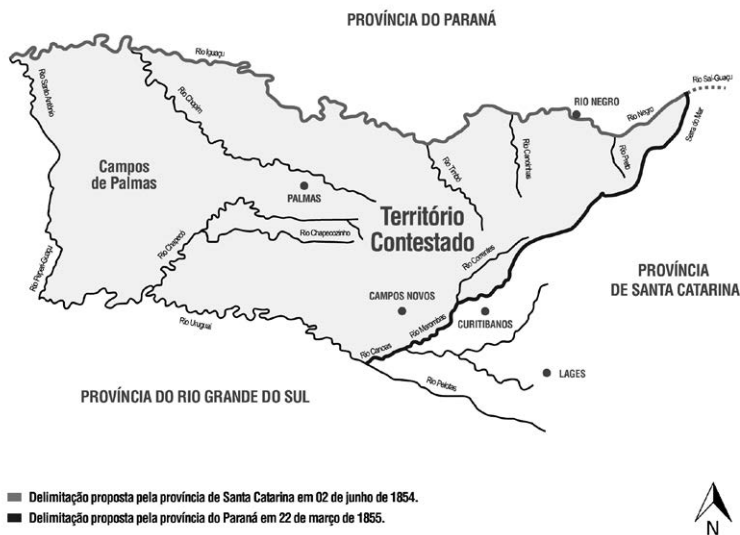 PROVÍNCIA DO PARANÁ
Rio Iguaçu
Rio Santo Antônio
Rio Chopim
Rio Saí-Guaçu
RIO NEGRO
Rio Negro
Serra do Mar
Rio Preto
Rio Canoinhas
Rio Timbó
Campos
de Palmas
PALMAS
Território
Contestado
Rio Chapecó
Rio Chapecozinho
Rio Correntes
Rio Peperi-Guaçu
PROVÍNCIA
DE SANTA CATARINA
CAMPOS NOVOS
CURITIBANOS
Rio Marombas
Rio Uruguai
Rio Canoas
LAGES
Rio Pelotas
PROVÍNCIA DO RIO GRANDE DO SUL
Delimitação proposta pela província de Santa Catarina em 02 de junho de 1854.
Delimitação proposta pela província do Paraná em 22 de março de 1855.
N